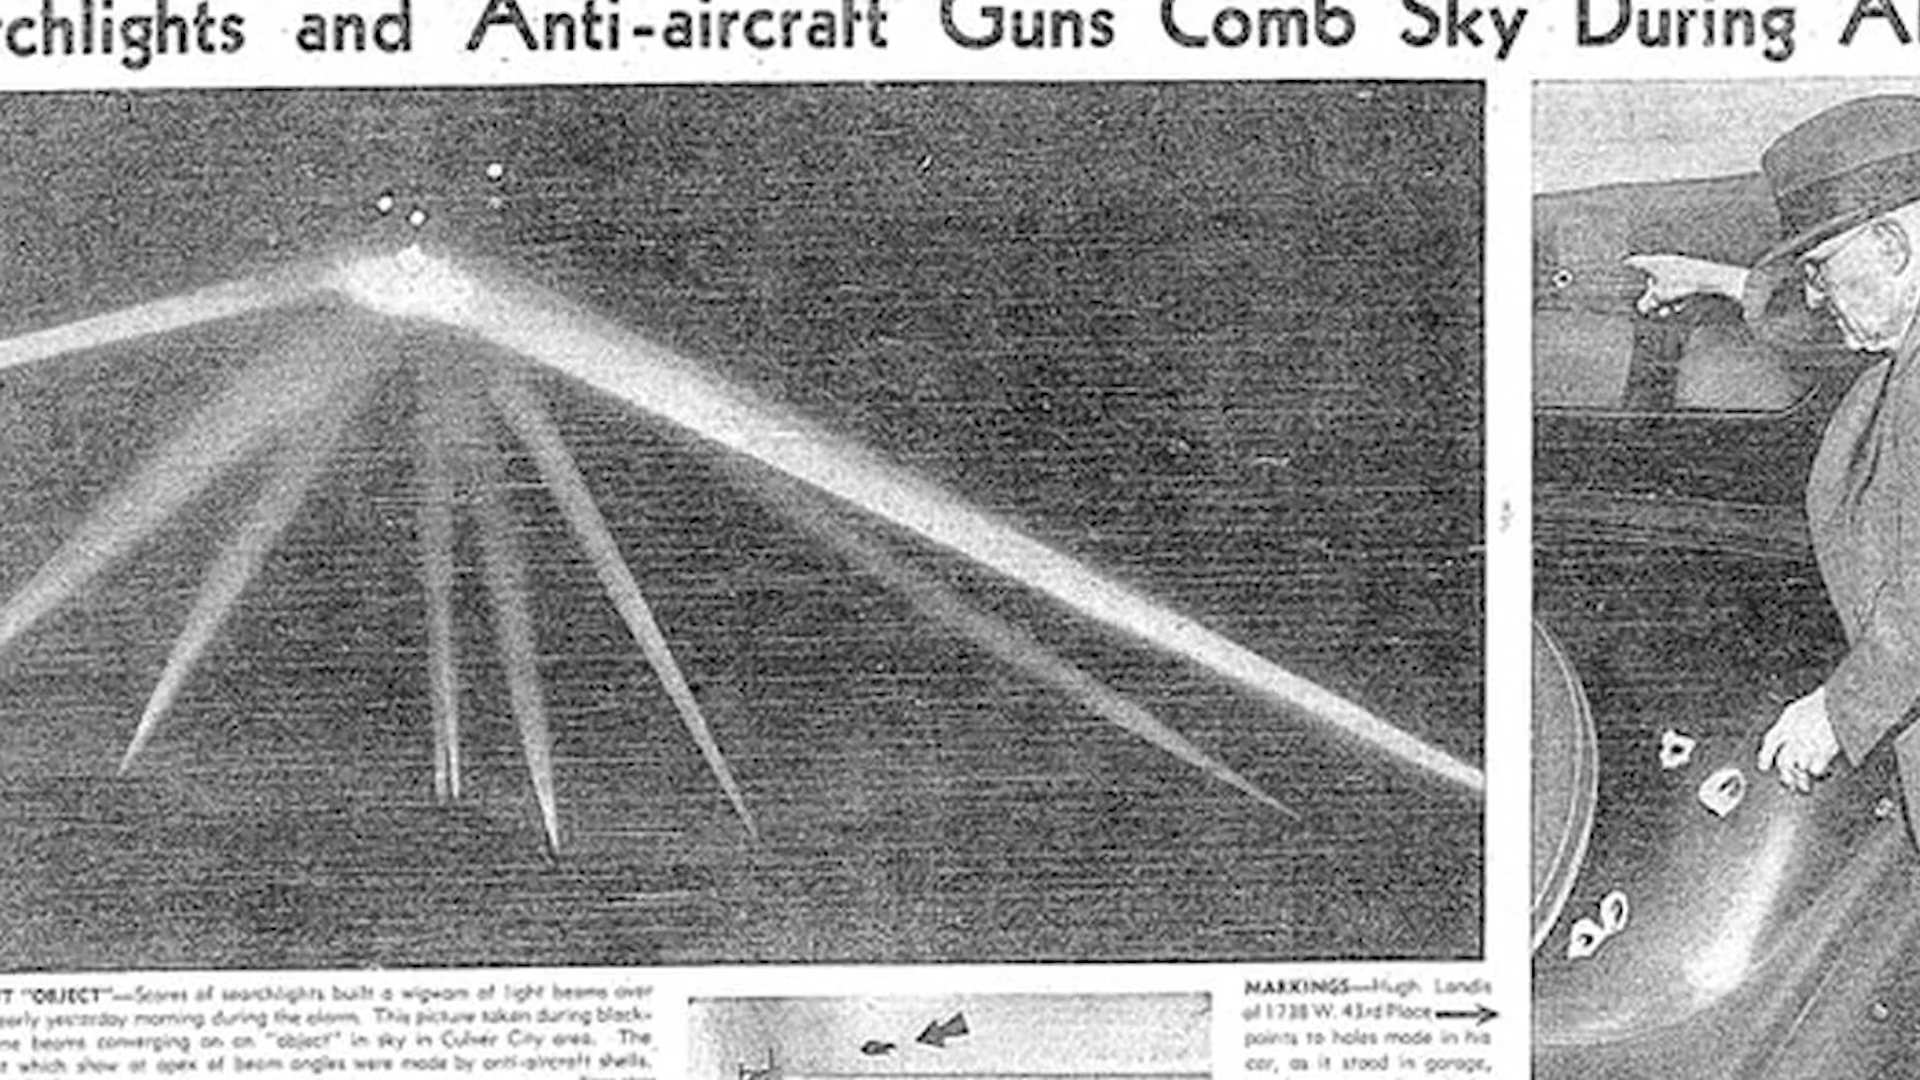 rchlights and Anti-aircraft Guns Comb Sky During Al
T "OBJECT"—Scores of searchlights built a wigwam of light beams over
early yesterday morning during the alarm. This picture taken during black-
ne beams converging on an "object" in sky in Culver City area. The
t which show at apex of beam angles were made by anti-aircraft shells.
MARKINGS—Hugh Landis
of 1738 W. 43rd Place
points to holes made in his
car, as it stood in garage,